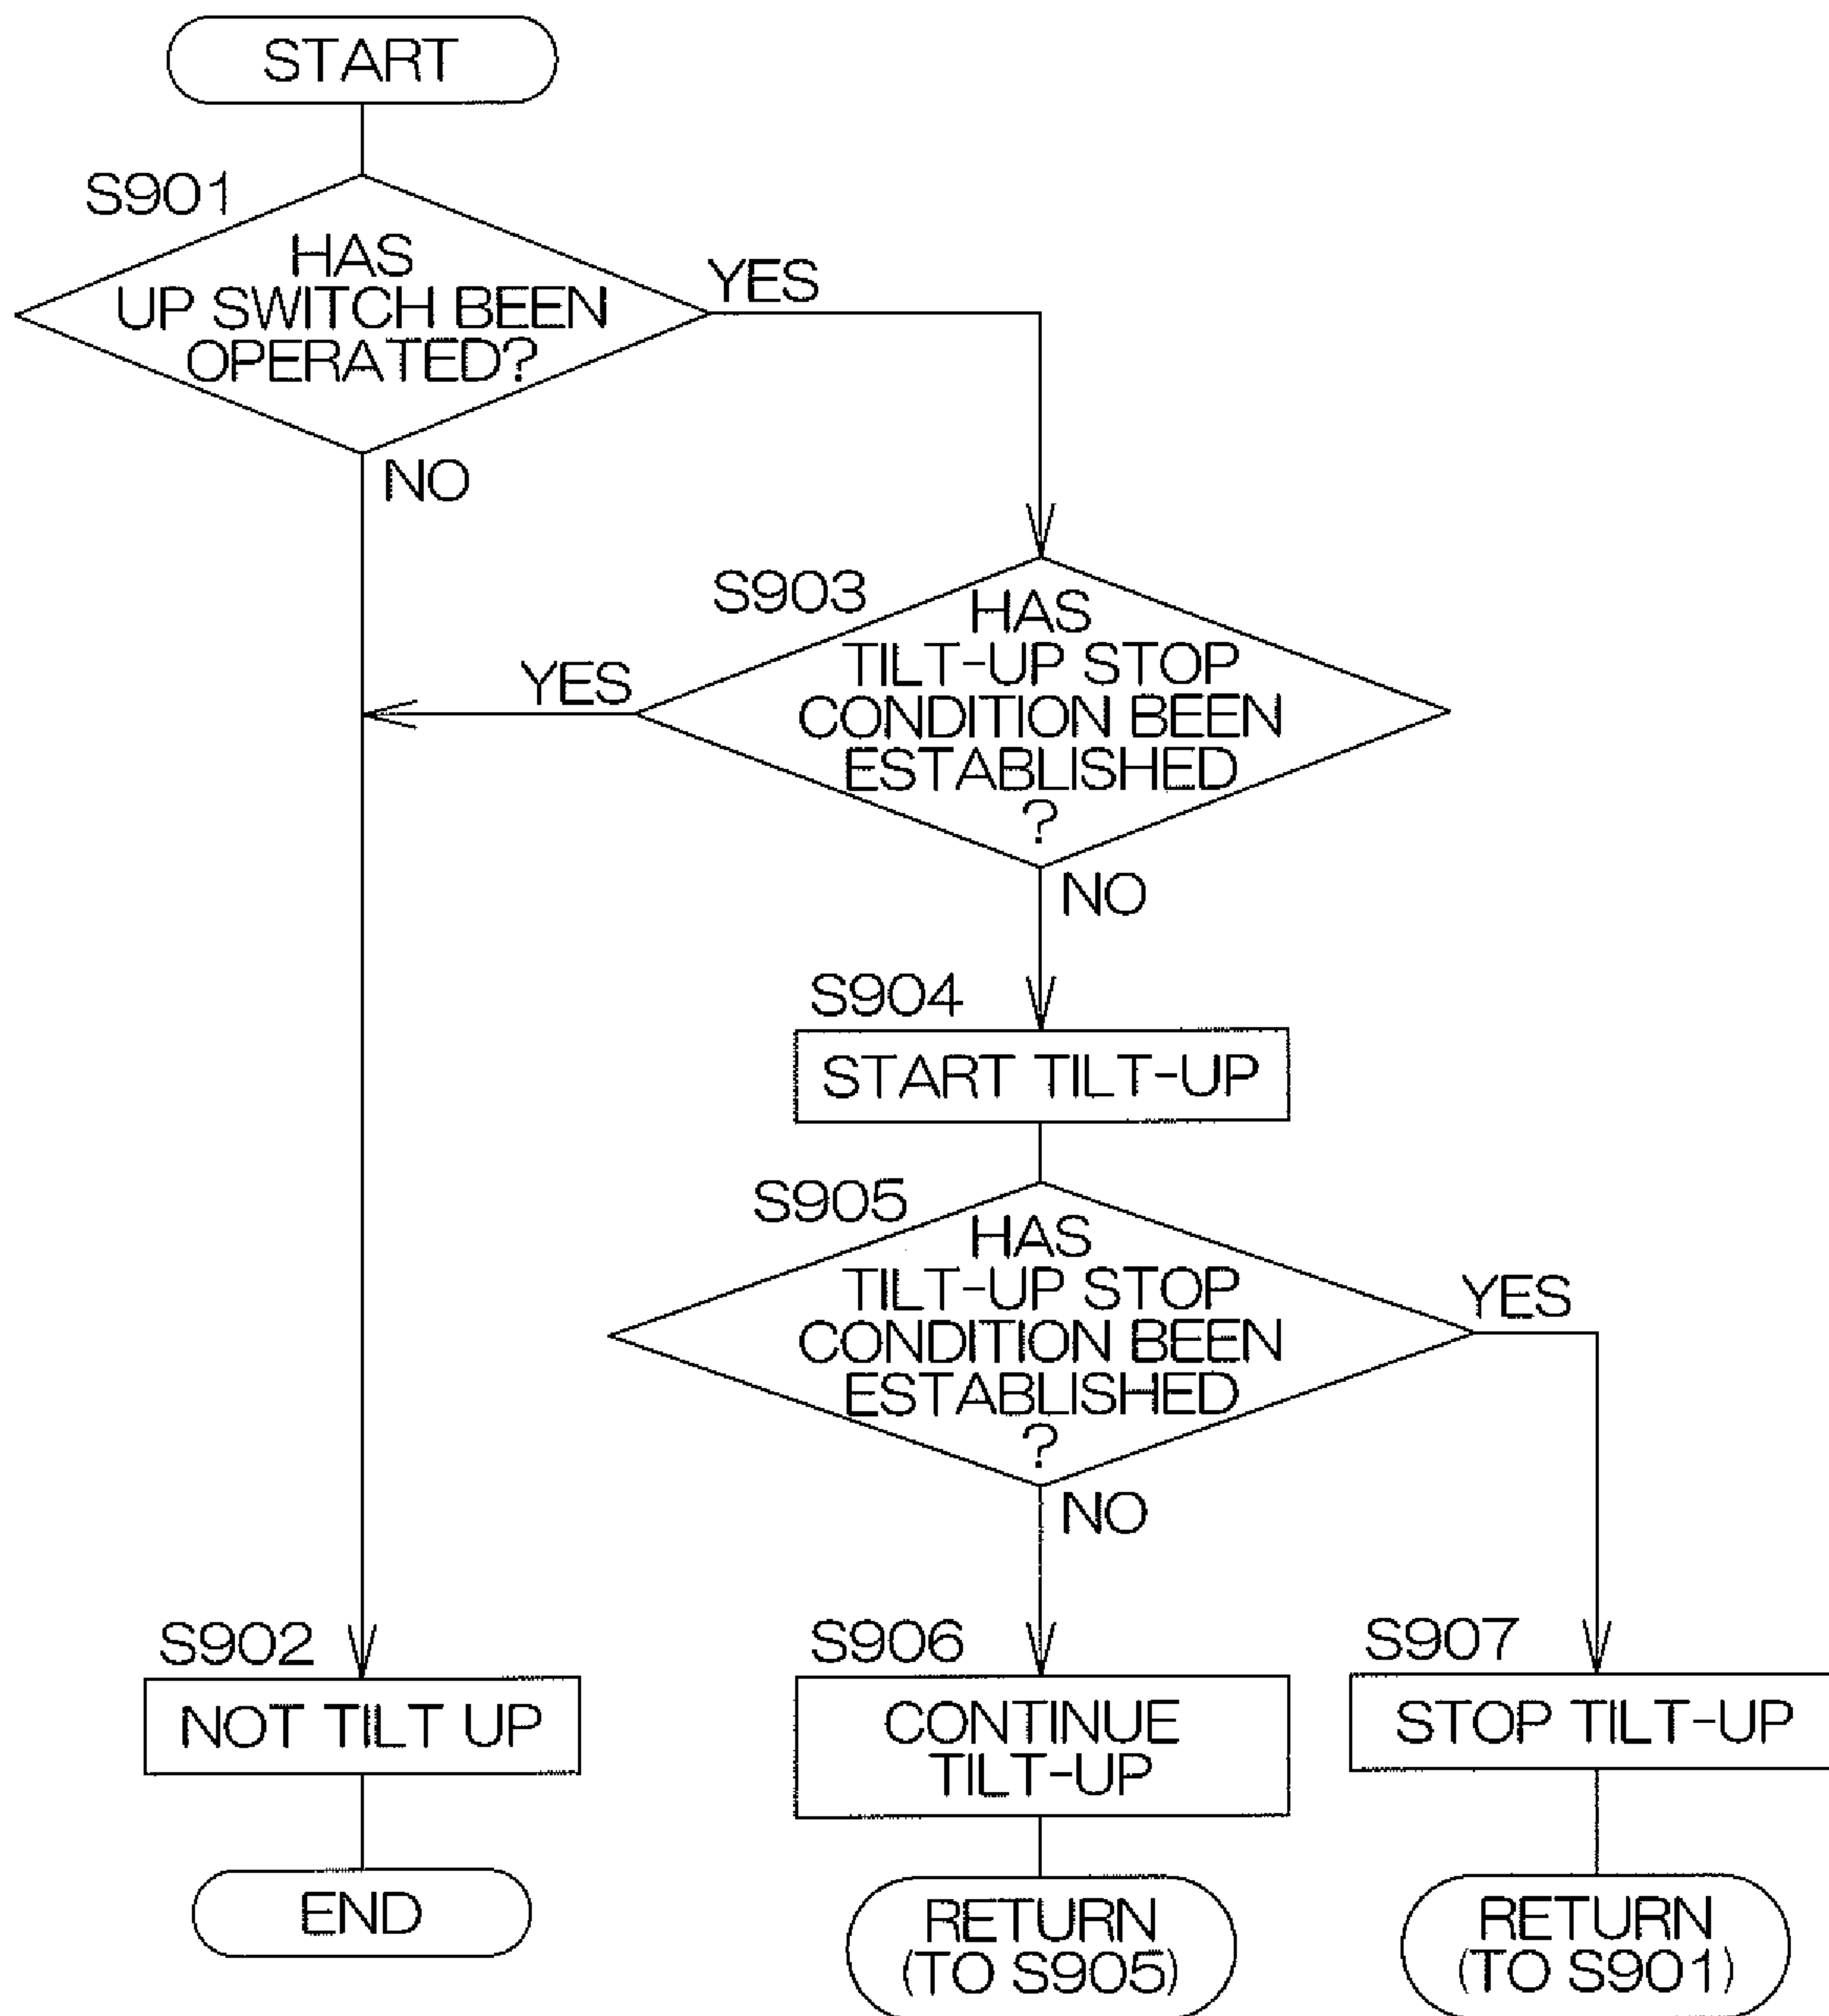 START
S901
HAS
UP SWITCH BEEN
OPERATED?
YES
NO
S903
HAS
TILT-UP STOP
CONDITION BEEN
ESTABLISHED
?
YES
NO
S904
START TILT-UP
S905
HAS
TILT-UP STOP
CONDITION BEEN
ESTABLISHED
?
YES
NO
S902
NOT TILT UP
END
S906
CONTINUE
TILT-UP
RETURN
(TO S905)
S907
STOP TILT-UP
RETURN
(TO S901)